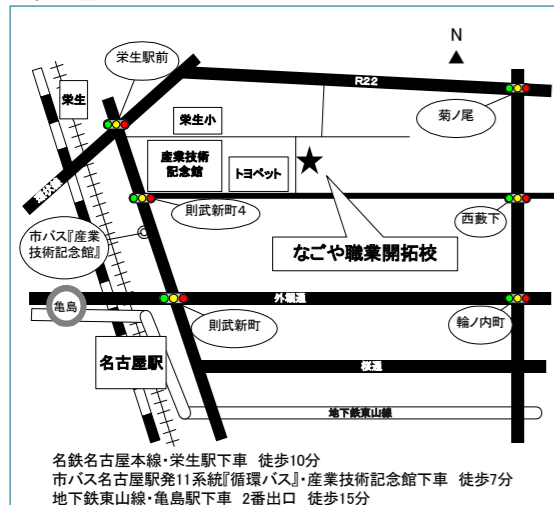 栄生駅前
N
R22
栄生
栄生小
菊ノ尾
産業技術
記念館
トヨペット
環状線
則武新町4
西藪下
市バス『産業
技術記念館』
なごや職業開拓校
亀島
外堀通
則武新町
輪ノ内町
名古屋駅
桜通
地下鉄東山線
名鉄名古屋本線・栄生駅下車 徒歩10分
市バス名古屋駅発11系統『循環バス』・産業技術記念館下車 徒歩7分
地下鉄東山線・亀島駅下車 2番出口 徒歩15分